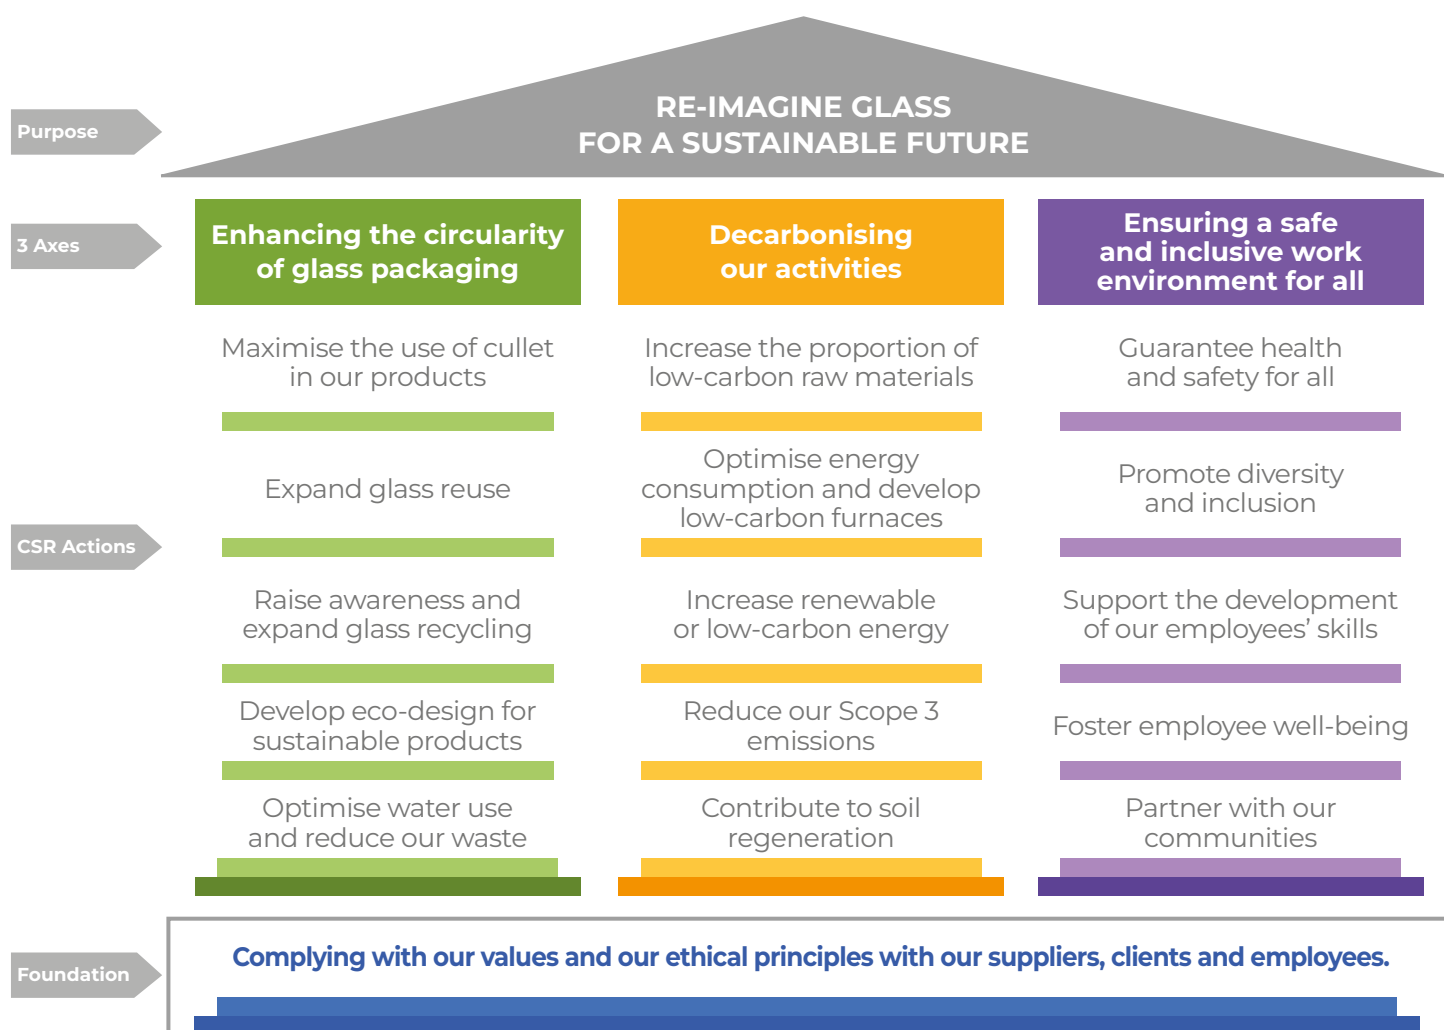 Purpose
RE-IMAGINE GLASS
FOR A SUSTAINABLE FUTURE
3 Axes
Enhancing the circularity
of glass packaging
Decarbonising
our activities
Ensuring a safe
and inclusive work
environment for all
CSR Actions
Maximise the use of cullet
in our products
Expand glass reuse
Raise awareness and
expand glass recycling
Develop eco-design for
sustainable products
Optimise water use
and reduce our waste
Increase the proportion of
low-carbon raw materials
Optimise energy
consumption and develop
low-carbon furnaces
Increase renewable
or low-carbon energy
Reduce our Scope 3
emissions
Contribute to soil
regeneration
Guarantee health
and safety for all
Promote diversity
and inclusion
Support the development
of our employees’ skills
Foster employee well-being
Partner with our
communities
Foundation
Complying with our values and our ethical principles with our suppliers, clients and employees.